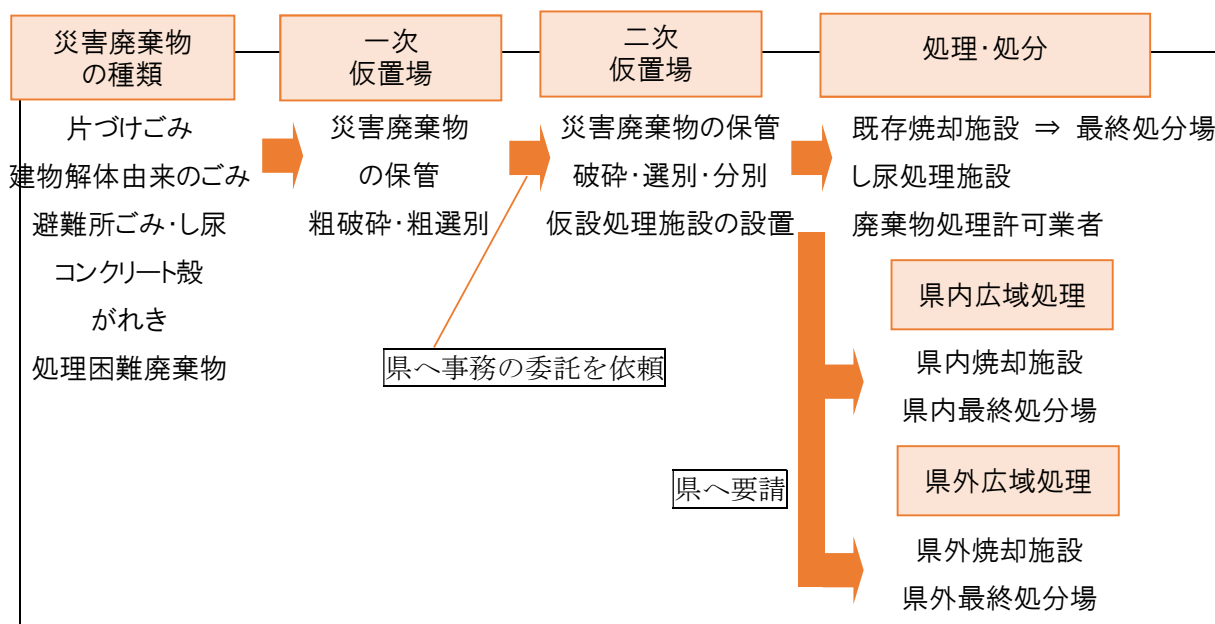 災害廃棄物
の種類
片づけごみ
建物解体由来のごみ
避難所ごみ・し尿
コンクリート殻
がれき
処理困難廃棄物
一次
仮置場
災害廃棄物
の保管
粗破砕・粗選別
県へ事務の委託を依頼
二次
仮置場
災害廃棄物の保管
破砕・選別・分別
仮設処理施設の設置
県へ要請
処理・処分
既存焼却施設 ⇒ 最終処分場
し尿処理施設
廃棄物処理許可業者
県内広域処理
県内焼却施設
県内最終処分場
県外広域処理
県外焼却施設
県外最終処分場